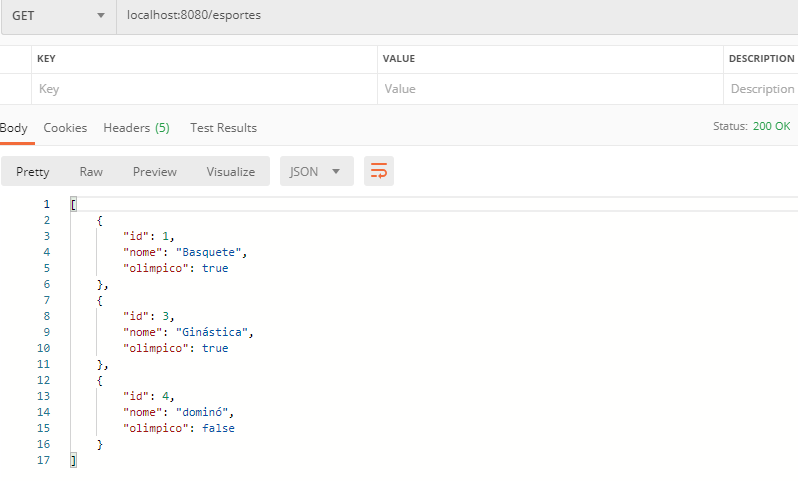 GET localhost:8080/esportes
KEY VALUE DESCRIPTION
Key Value Description
Body Cookies Headers (5) Test Results Status: 200 OK
Pretty Raw Preview Visualize JSON
1 [
2 {
3 "id": 1,
4 "nome": "Basquete",
5 "olimpico": true
6 },
7 {
8 "id": 3,
9 "nome": "Ginástica",
10 "olimpico": true
11 },
12 {
13 "id": 4,
14 "nome": "dominó",
15 "olimpico": false
16 }
17 ]